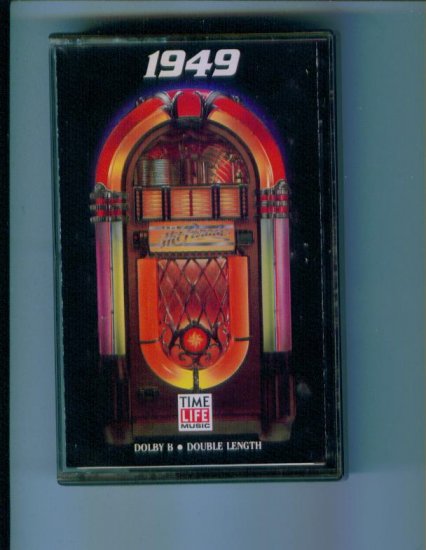 1949
TIME
LIFE
MUSIC
DOLBY B • DOUBLE LENGTH